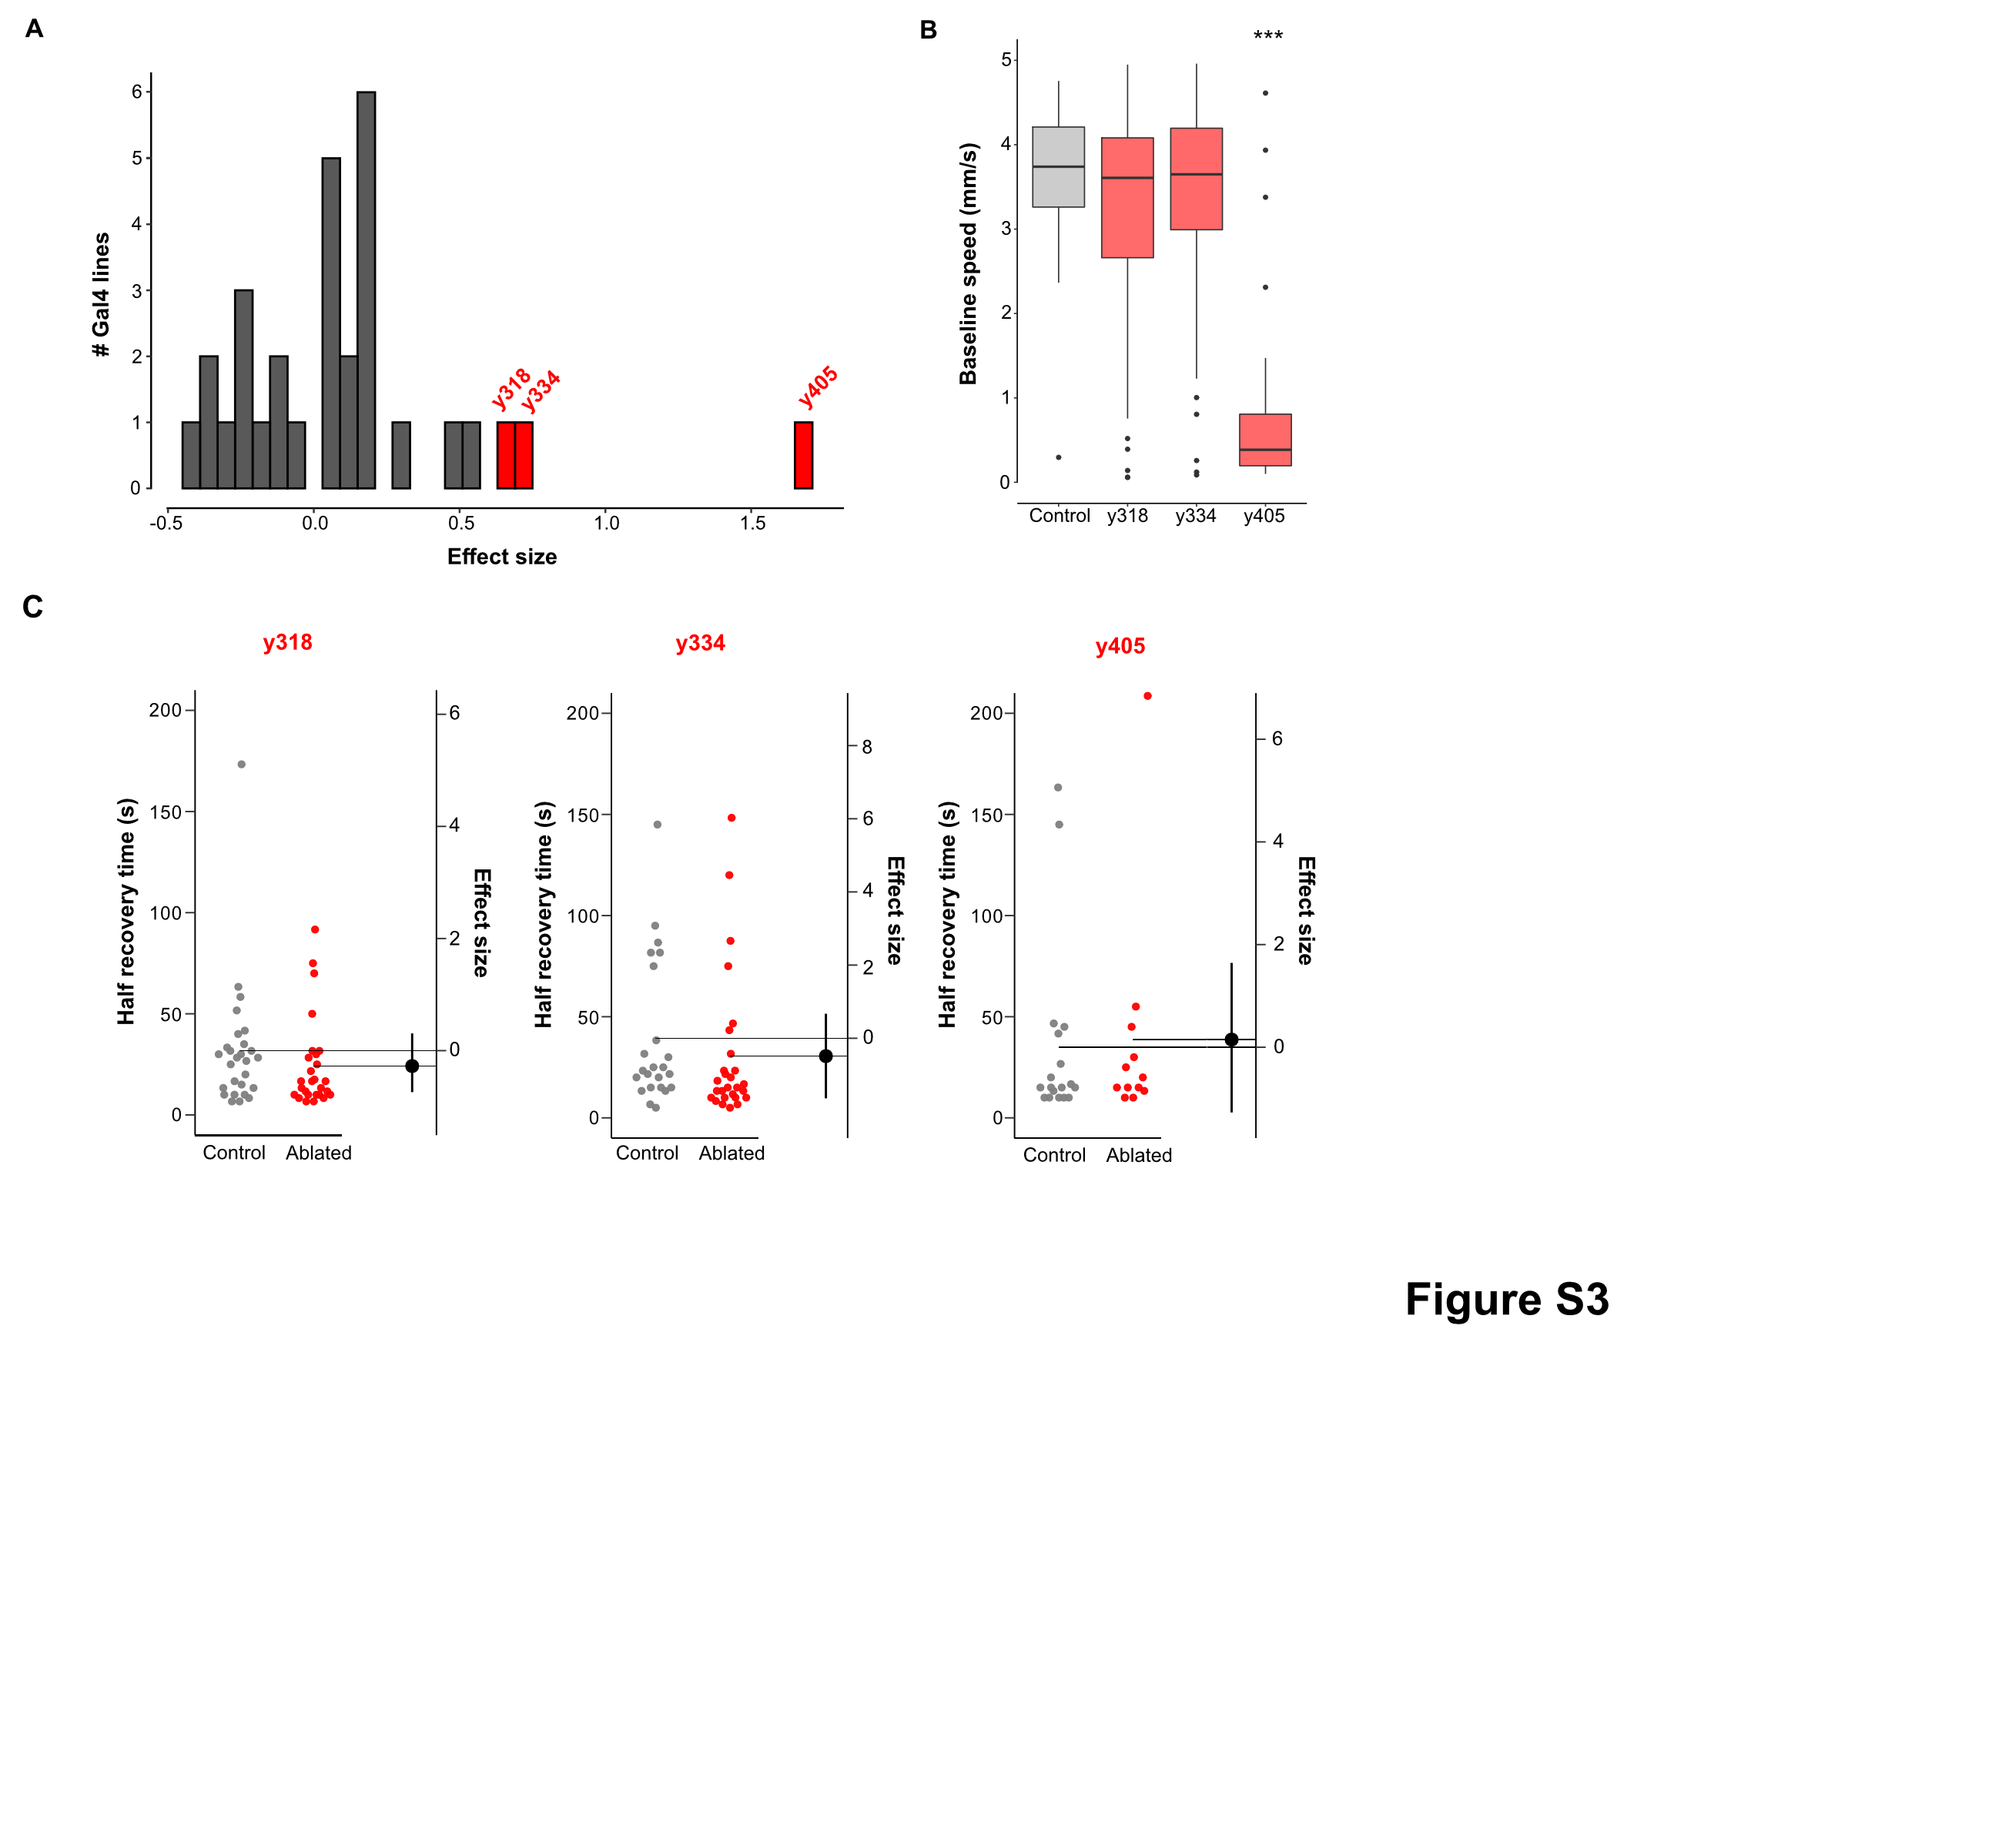 A
# Gal4 lines
6
5
4
3
2
1
0
y318
y334
y405
-0.5
0.0
0.5
1.0
1.5
Effect size
B
***
Baseline speed (mm/s)
5
4
3
2
1
0
Control
y318
y334
y405
C
y318
Half recovery time (s)
200
150
100
50
0
Control
Ablated
6
4
2
0
Effect size
y334
Half recovery time (s)
200
150
100
50
0
Control
Ablated
8
6
4
2
0
Effect size
y405
Half recovery time (s)
200
150
100
50
0
Control
Ablated
6
4
2
0
Effect size
Figure S3